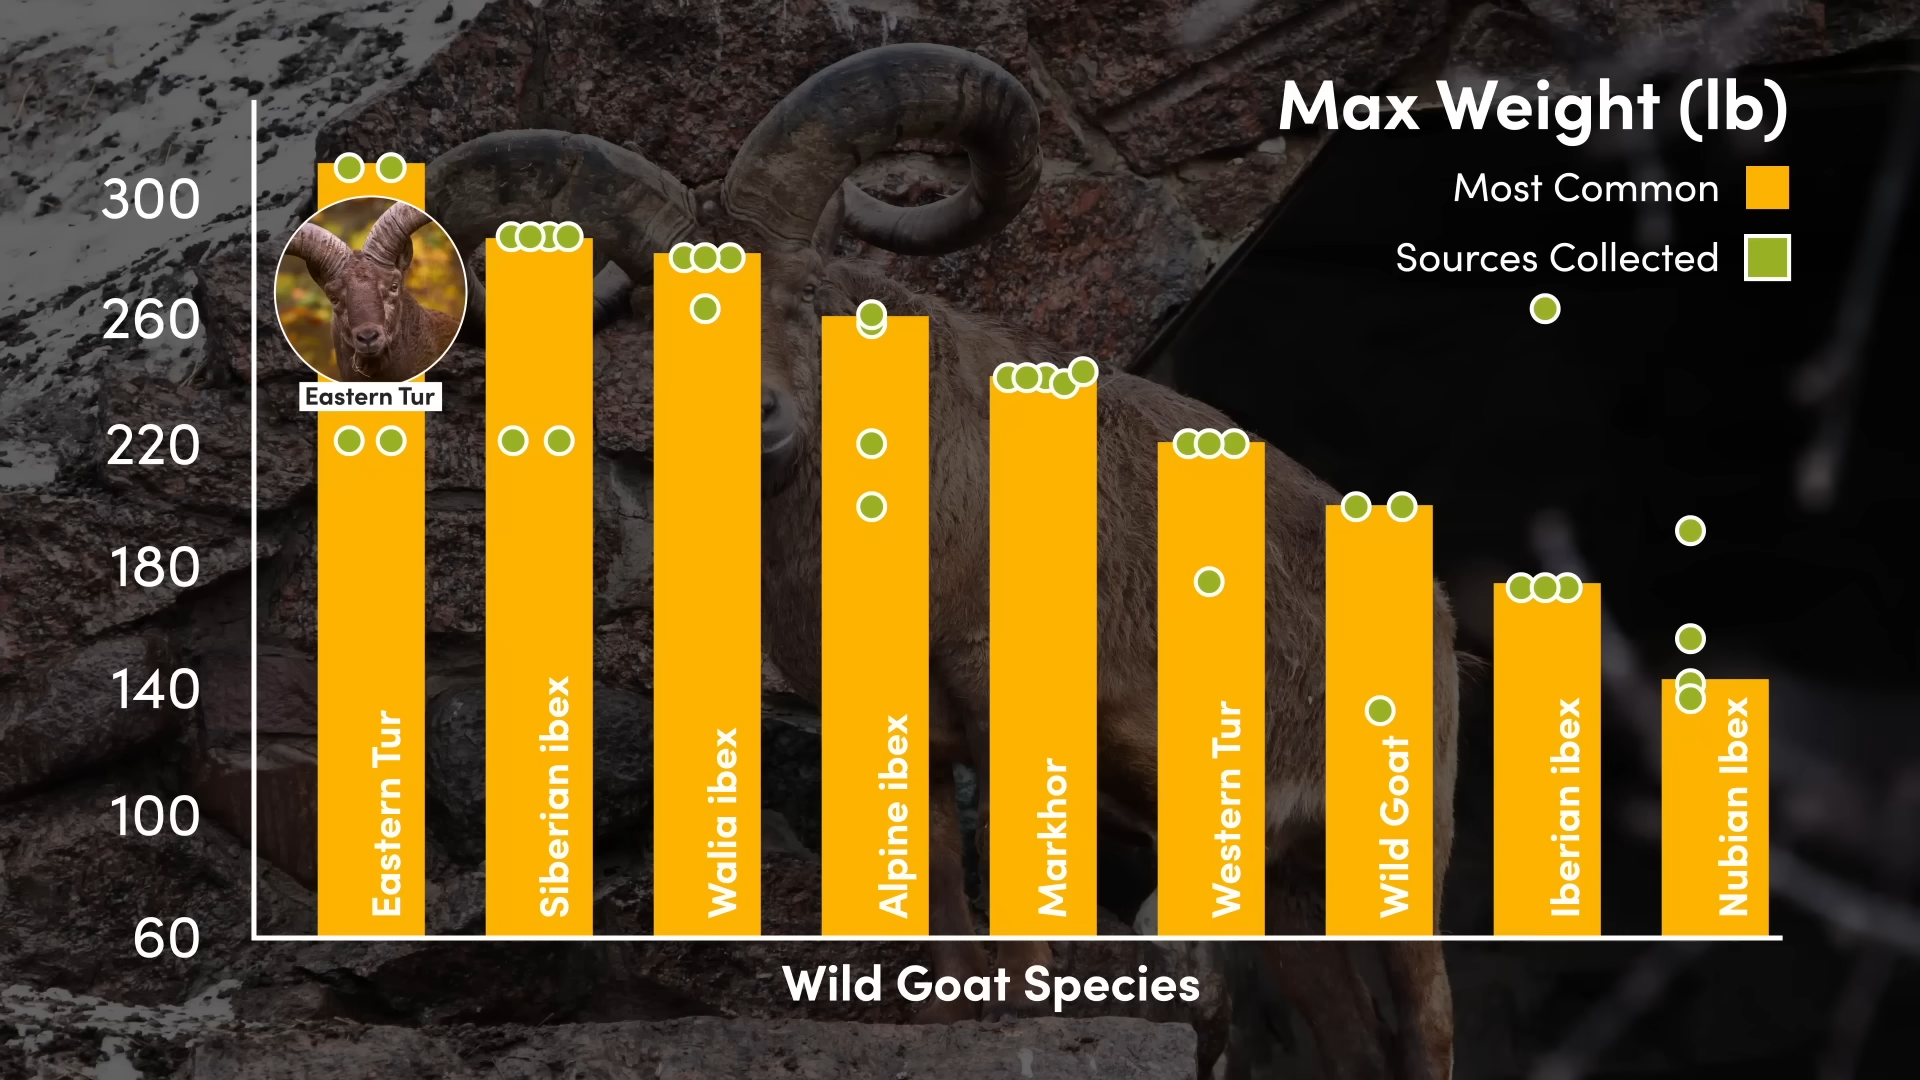 Max Weight (lb)
Most Common
Sources Collected
300
260
220
180
140
100
60
Eastern Tur
Eastern Tur
Siberian ibex
Walia ibex
Alpine ibex
Markhor
Western Tur
Wild Goat
Iberian ibex
Nubian Ibex
Wild Goat Species